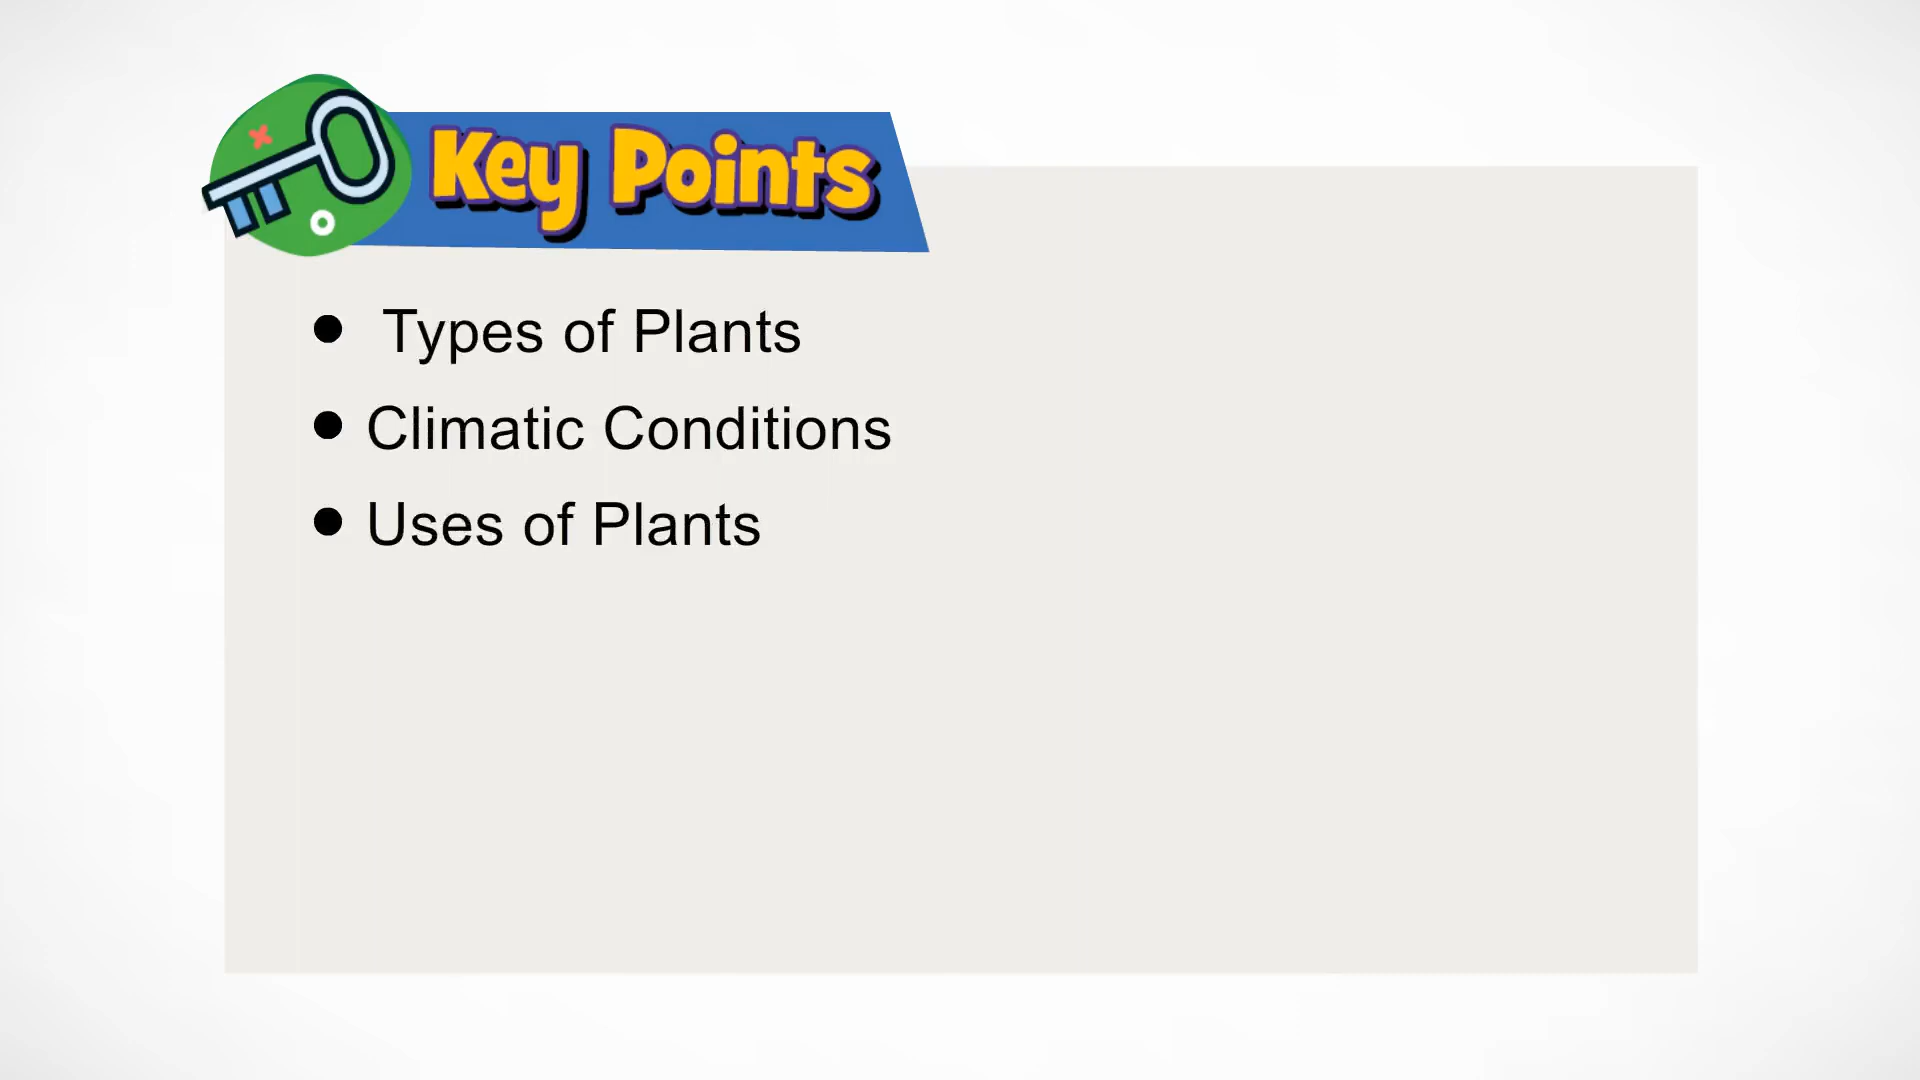 Key Points
● Types of Plants
● Climatic Conditions
● Uses of Plants